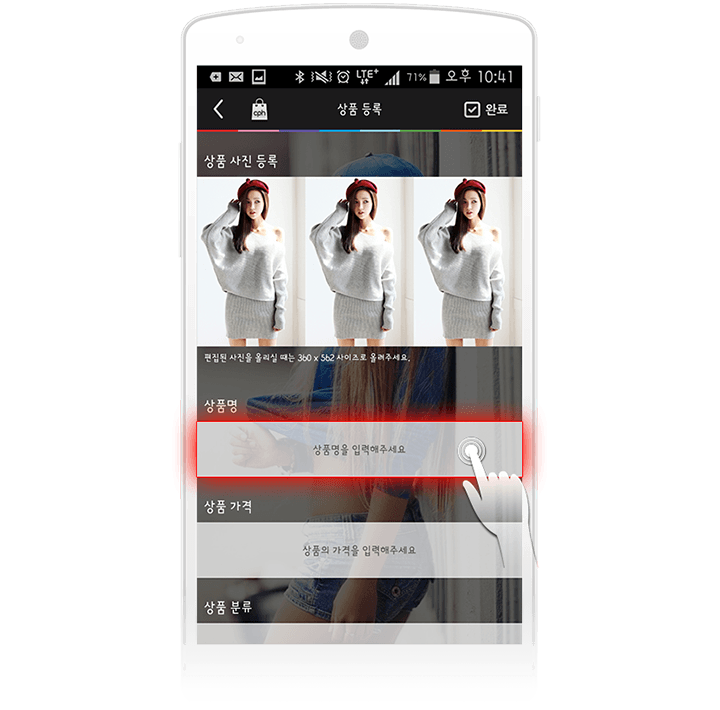 LTE+ 71% 오후 10:41
cph 상품 등록 완료
상품 사진 등록
편집된 사진을 올리실 때는 360 x 562 사이즈로 올려주세요.
상품명
상품명을 입력해주세요
상품 가격
상품의 가격을 입력해주세요
상품 분류